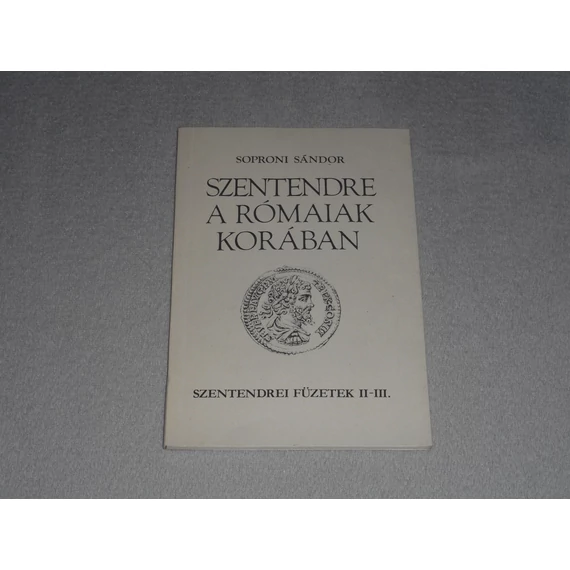 SOPRONI SÁNDOR
SZENTENDRE
A RÓMAIAK
KORÁBAN
SZENTENDREI FÜZETEK II-III.